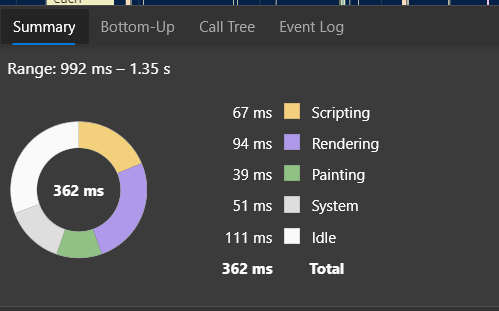 Summary Bottom-Up Call Tree Event Log
Range: 992 ms – 1.35 s
67 ms Scripting
94 ms Rendering
39 ms Painting
51 ms System
111 ms Idle
362 ms Total
362 ms